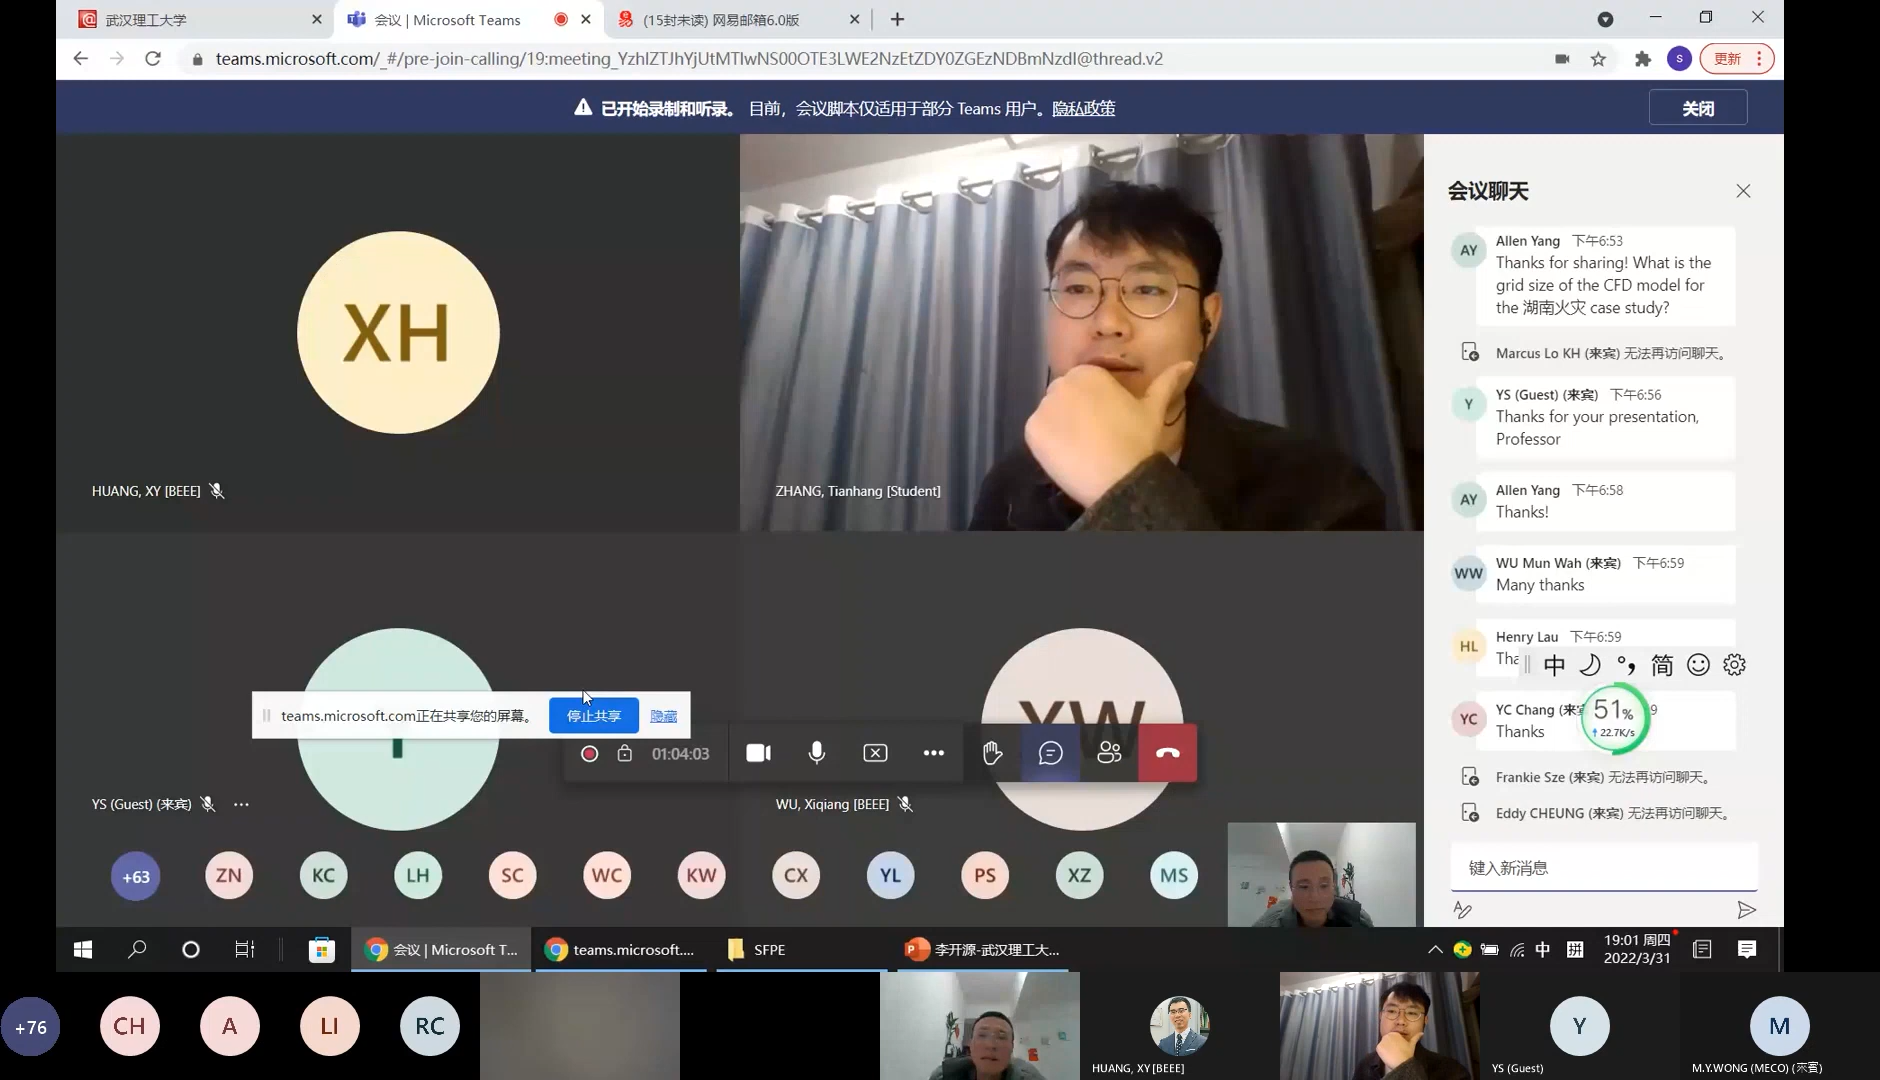 武汉理工大学
会议 | Microsoft Teams
(15封未读) 网易邮箱6.0版
teams.microsoft.com/_#/pre-join-calling/19:meeting_YzhlZTJhYjUtMTIwNS00OTE3LWE2NzEtZDY0ZGEzNDBmNzdl@thread.v2
S
更新
已开始录制和听录。目前，会议脚本仅适用于部分 Teams 用户。隐私政策
关闭
XH
HUANG, XY [BEEE]
ZHANG, Tianhang [Student]
会议聊天
AY
Allen Yang 下午6:53
Thanks for sharing! What is the
grid size of the CFD model for
the 湖南火灾 case study?
Marcus Lo KH (来宾) 无法再访问聊天。
Y
YS (Guest) (来宾) 下午6:56
Thanks for your presentation,
Professor
AY
Allen Yang 下午6:58
Thanks!
WW
WU Mun Wah (来宾) 下午6:59
Many thanks
HL
Henry Lau 下午6:59
中 简
YC
YC Chang
Thanks
51%
22.7K/s
Frankie Sze (来宾) 无法再访问聊天。
Eddy CHEUNG (来宾) 无法再访问聊天。
键入新消息
teams.microsoft.com正在共享您的屏幕。
停止共享
隐藏
01:04:03
XW
YS (Guest) (来宾)
WU, Xiqiang [BEEE]
+63 ZN KC LH SC WC KW CX YL PS XZ MS
会议 | Microsoft T...
teams.microsoft....
SFPE
李开源-武汉理工大...
中 拼
19:01 周四
2022/3/31
+76 CH A LI RC
HUANG, XY [BEEE]
Y
YS (Guest)
M
M.Y.WONG (MECO) (來賓)